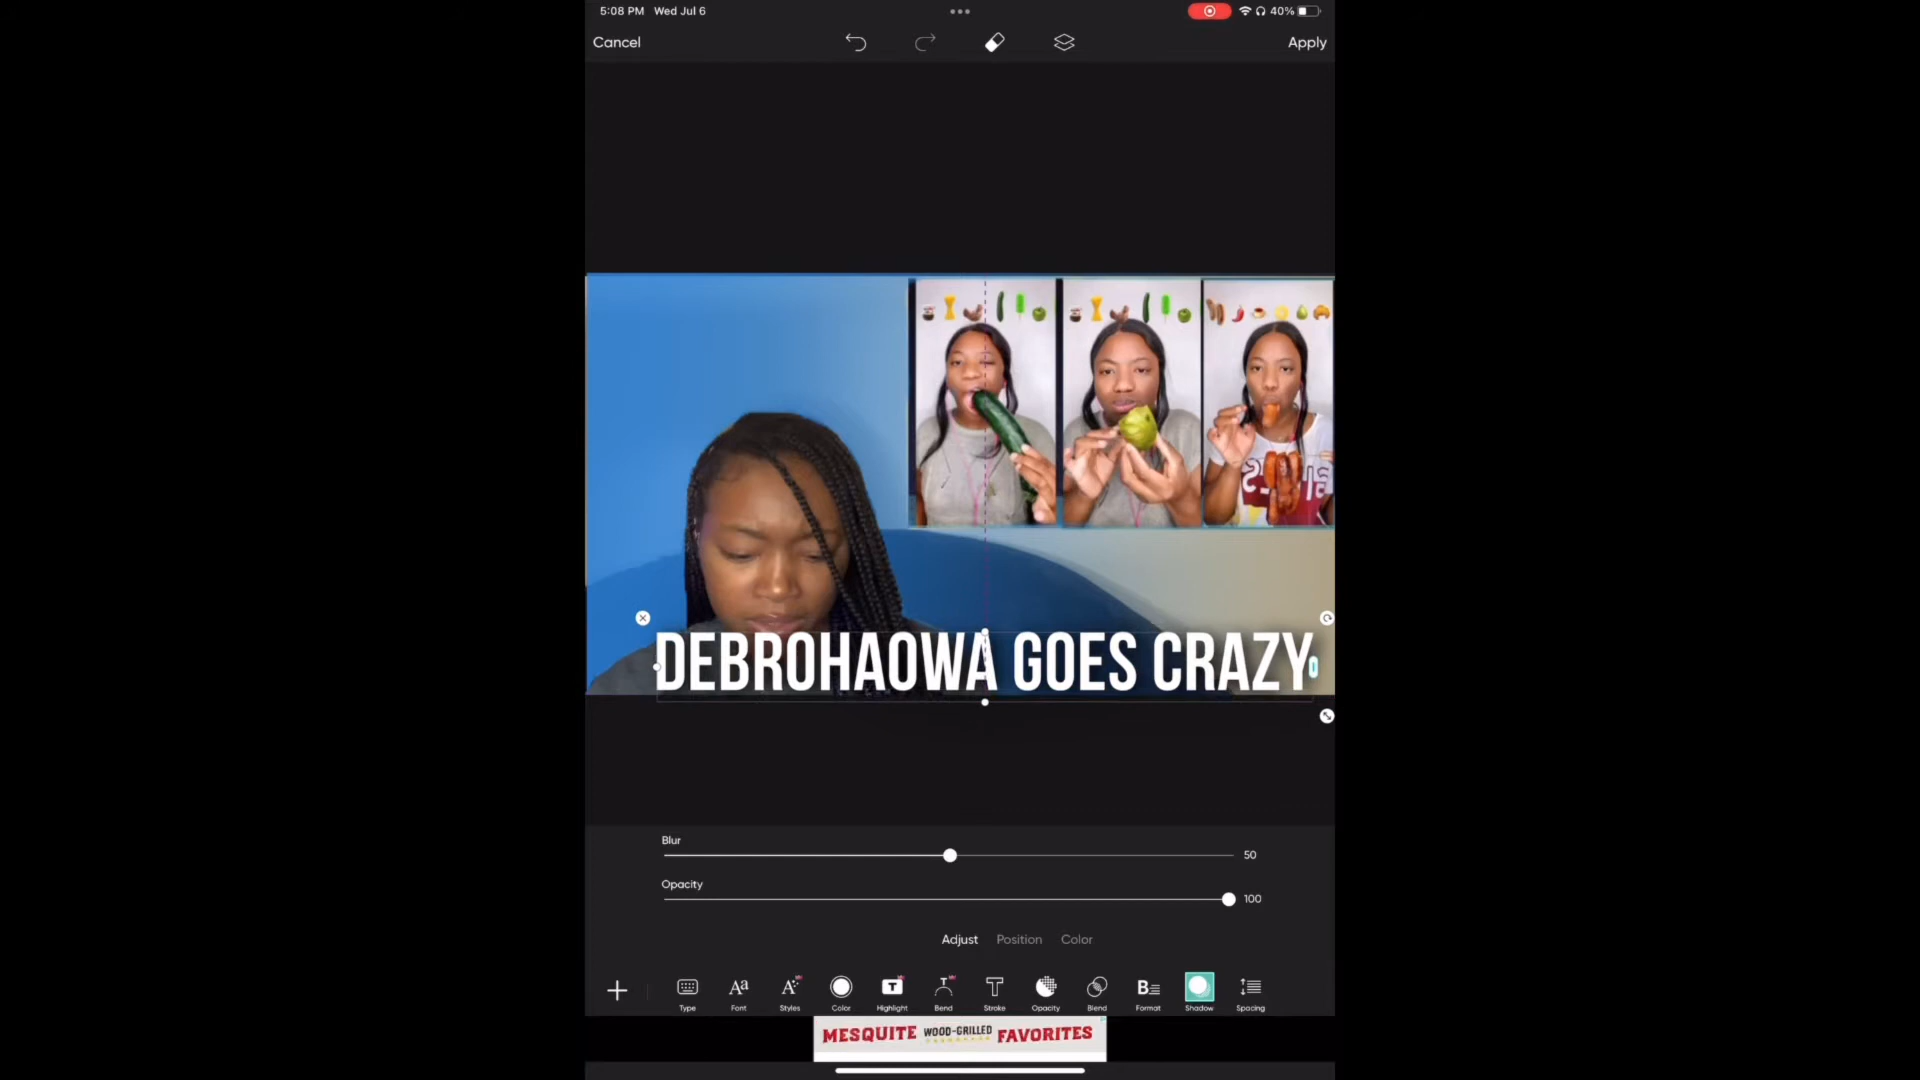 5:08 PM Wed Jul 6
40%
Cancel
Apply
DEBROHAOWA GOES CRAZY
Blur
50
Opacity
100
Adjust Position Color
Type Font Styles Color Highlight Bend Stroke Opacity Blend Format Shadow Spacing
MESQUITE WOOD-GRILLED FAVORITES